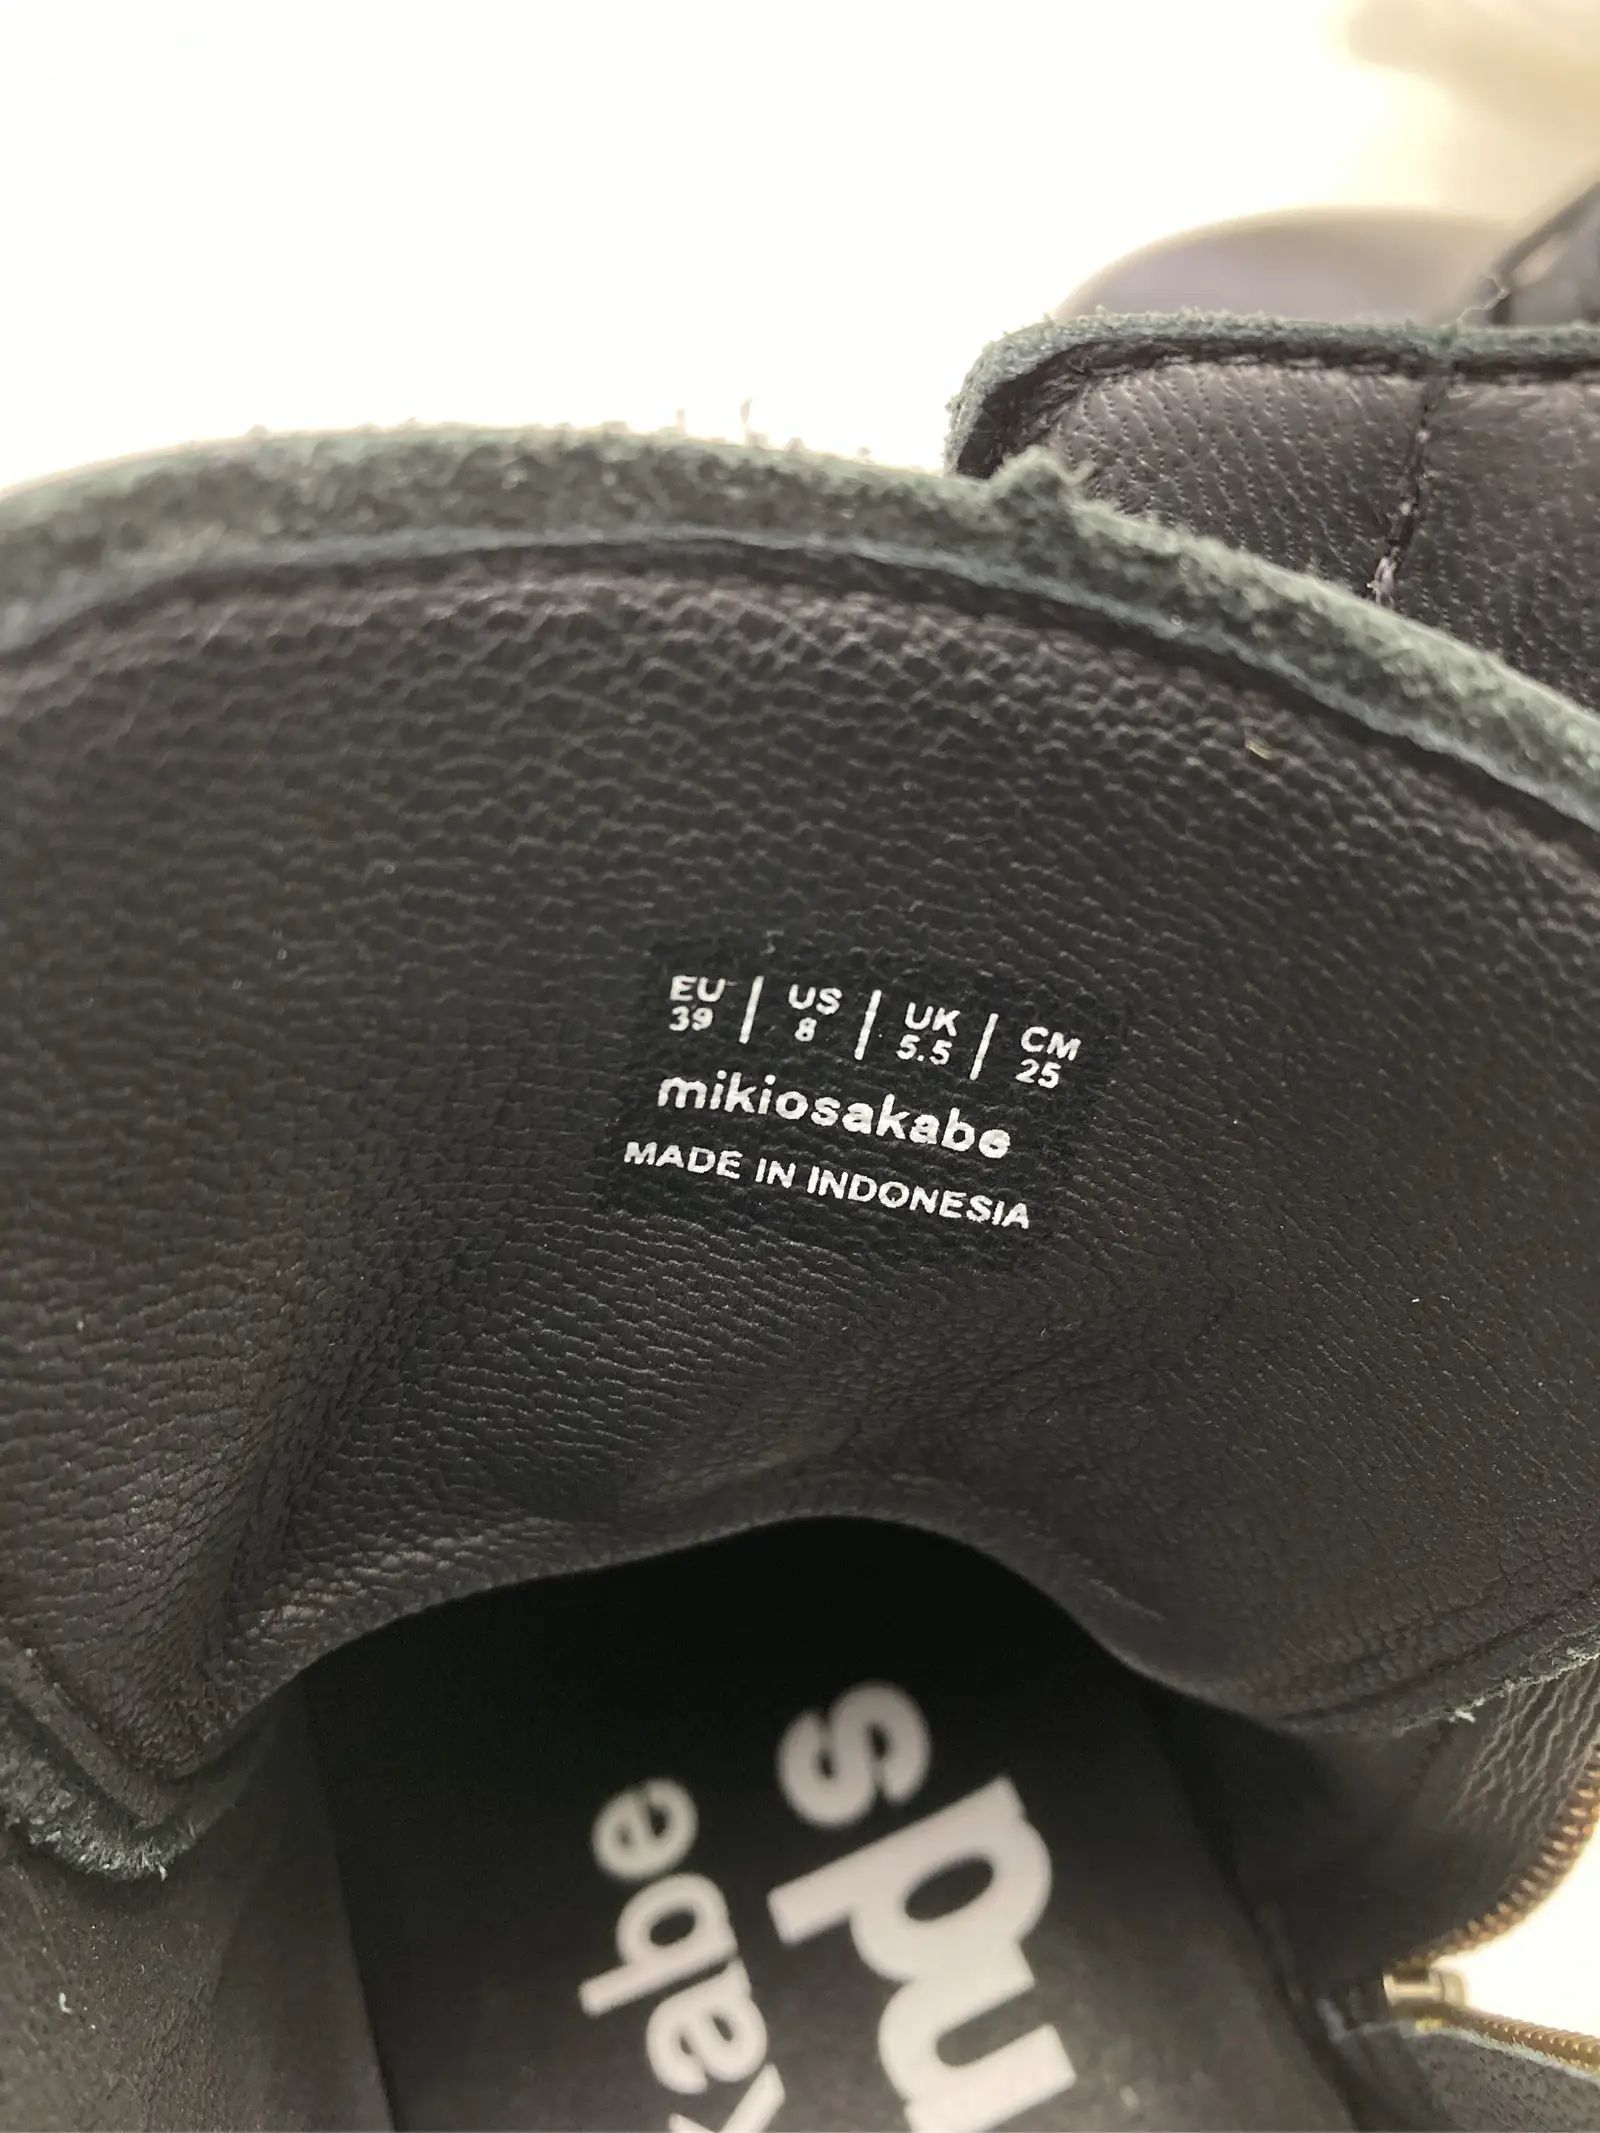 EU | US | UK | CM
39 | 8 | 5.5 | 25
mikiosakabe
MADE IN INDONESIA